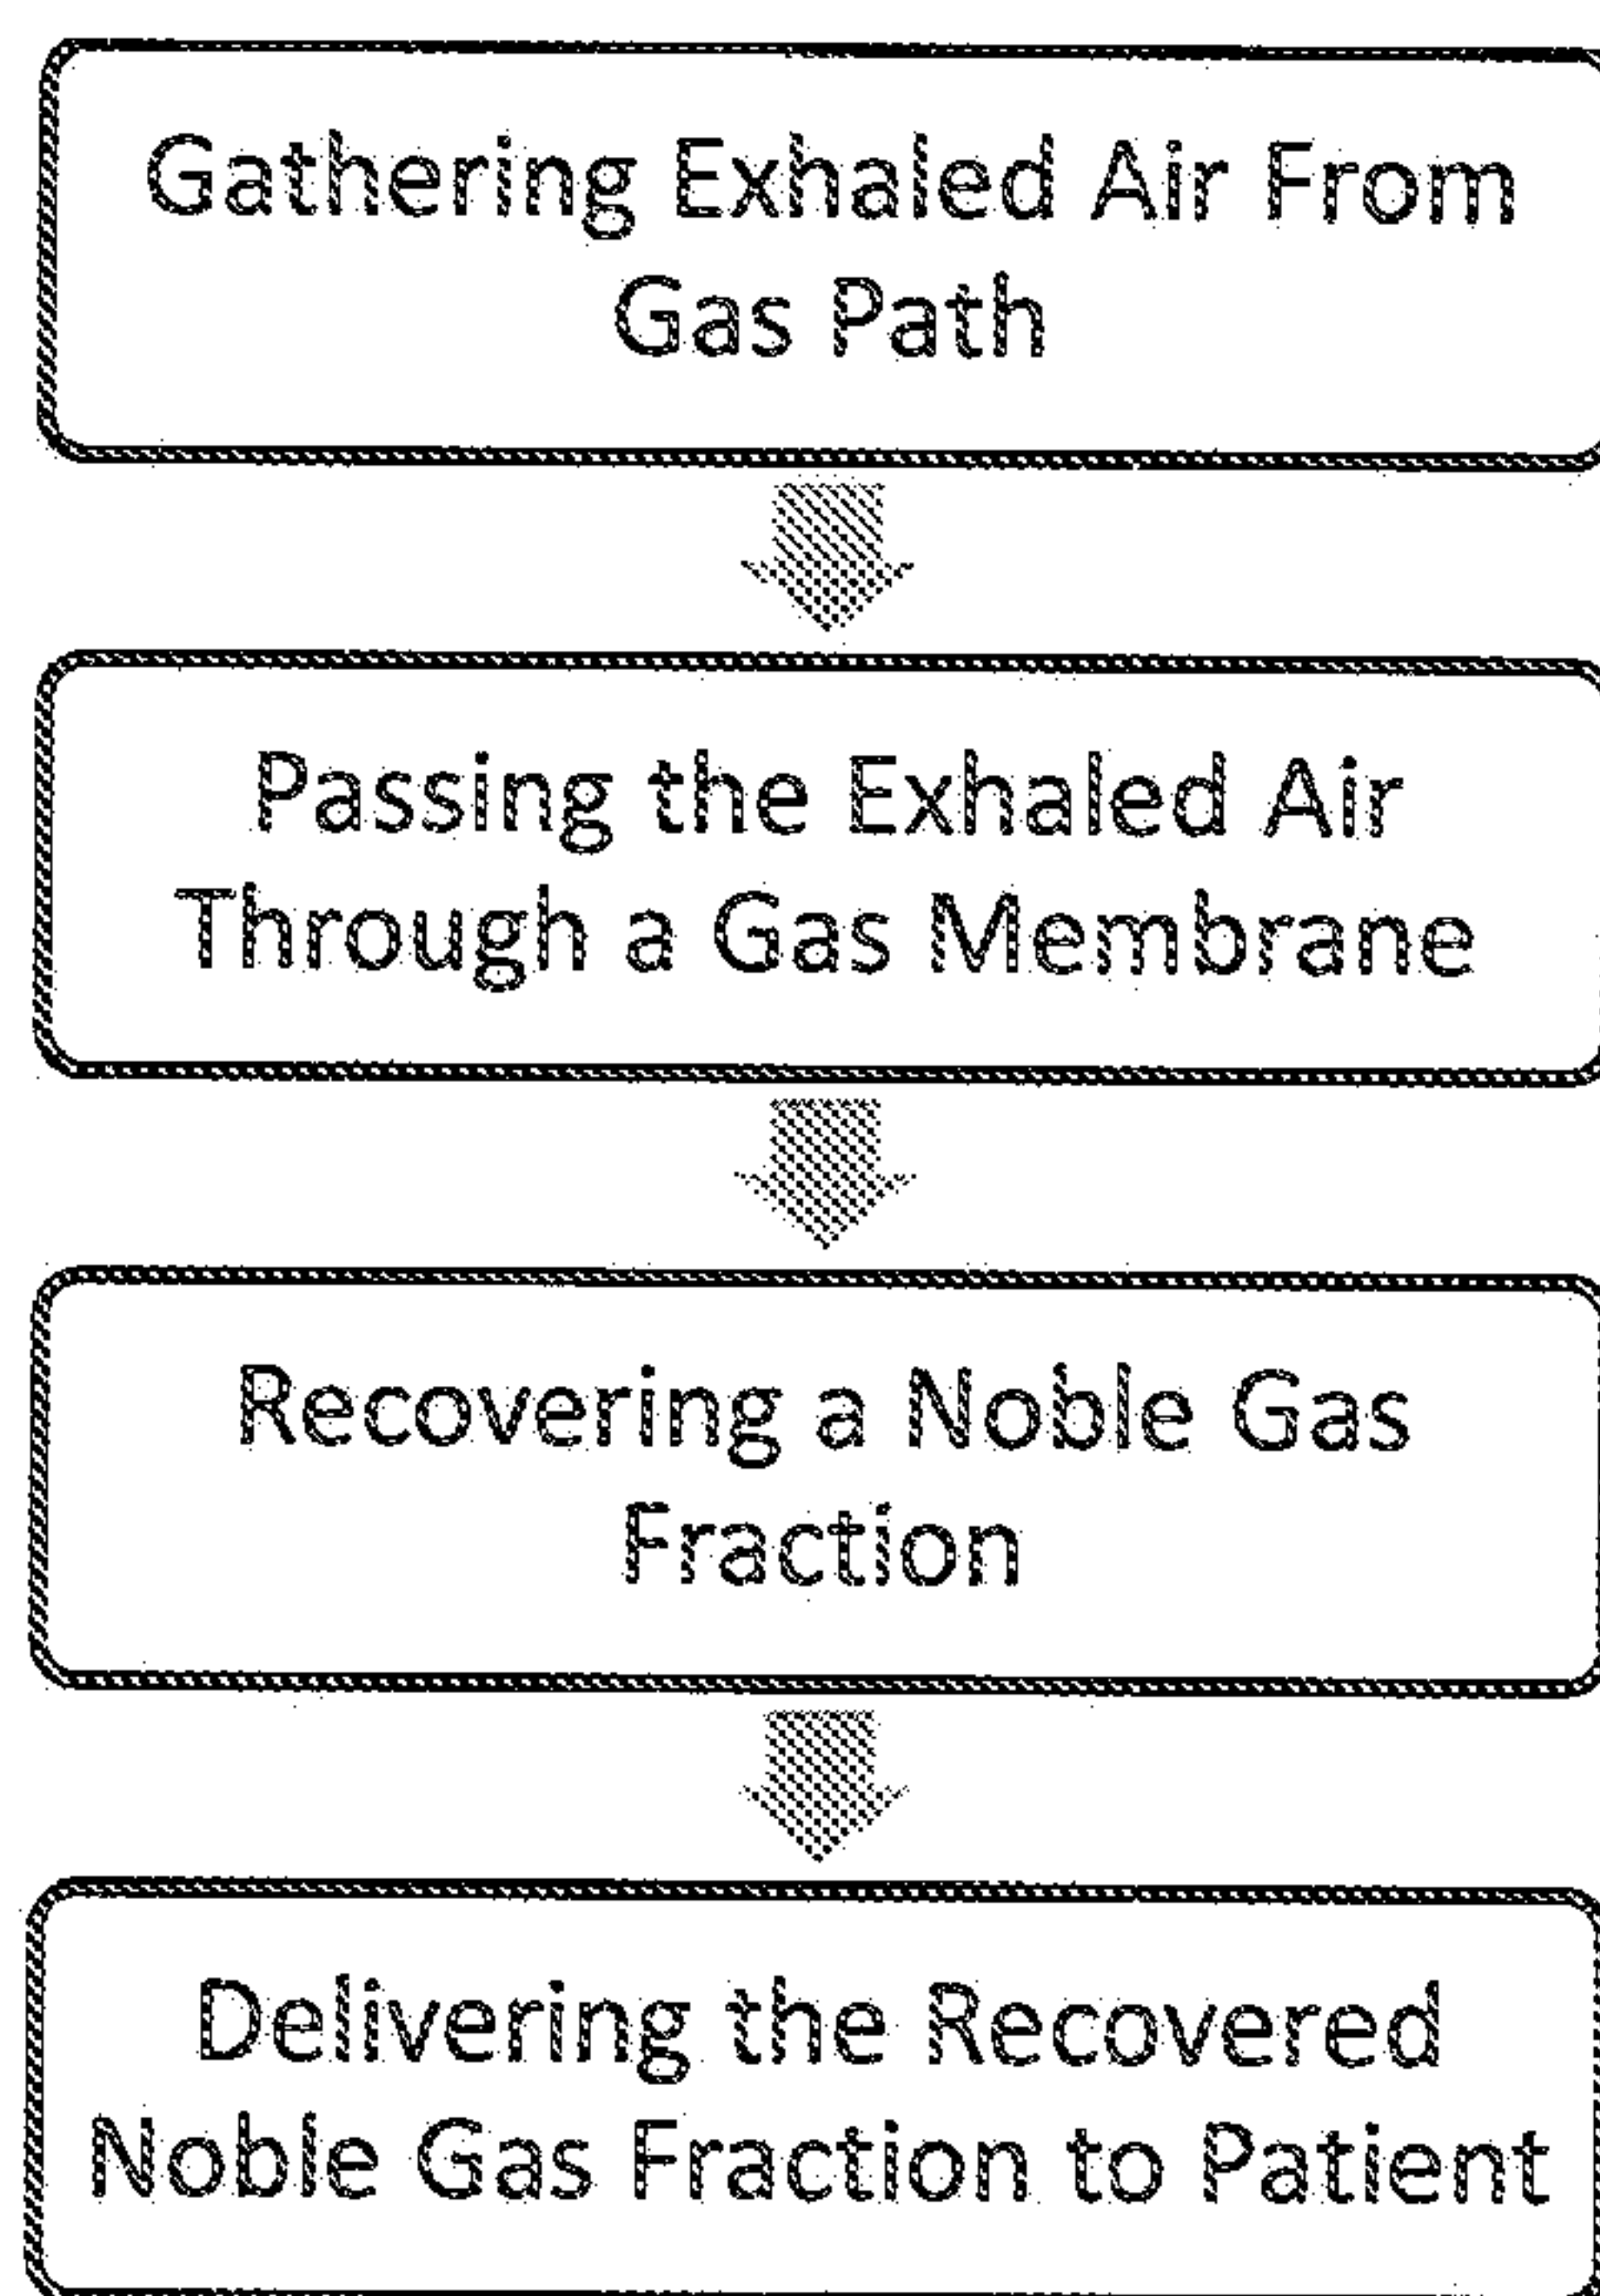 Gathering Exhaled Air From
Gas Path
Passing the Exhaled Air
Through a Gas Membrane
Recovering a Noble Gas
Fraction
Delivering the Recovered
Noble Gas Fraction to Patient